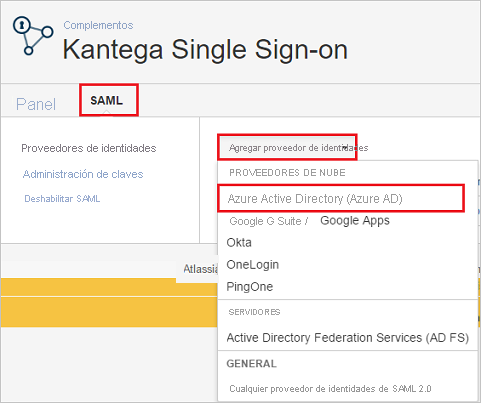 Complementos
Kantega Single Sign-on
Panel
SAML
Proveedores de identidades
Administración de claves
Deshabilitar SAML
Agregar proveedor de identidades
PROVEEDORES DE NUBE
Azure Active Directory (Azure AD)
Google G Suite / Google Apps
Okta
OneLogin
PingOne
SERVIDORES
Active Directory Federation Services (AD FS)
GENERAL
Cualquier proveedor de identidades de SAML 2.0